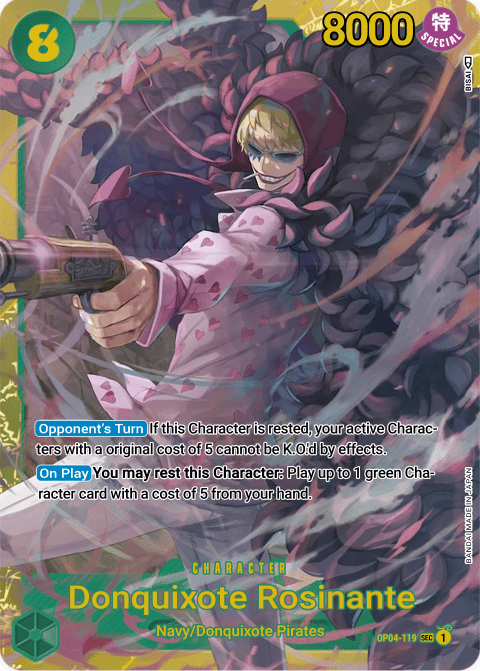 8
8000
特
SPECIAL
BISAI
Opponent's Turn If this Character is rested, your active Charac-
ters with a original cost of 5 cannot be K.O.'d by effects.
On Play You may rest this Character: Play up to 1 green Cha-
racter card with a cost of 5 from your hand.
BANDAI MADE IN JAPAN
CHARACTER
Donquixote Rosinante
Navy/Donquixote Pirates
OP04-119 SEC 1